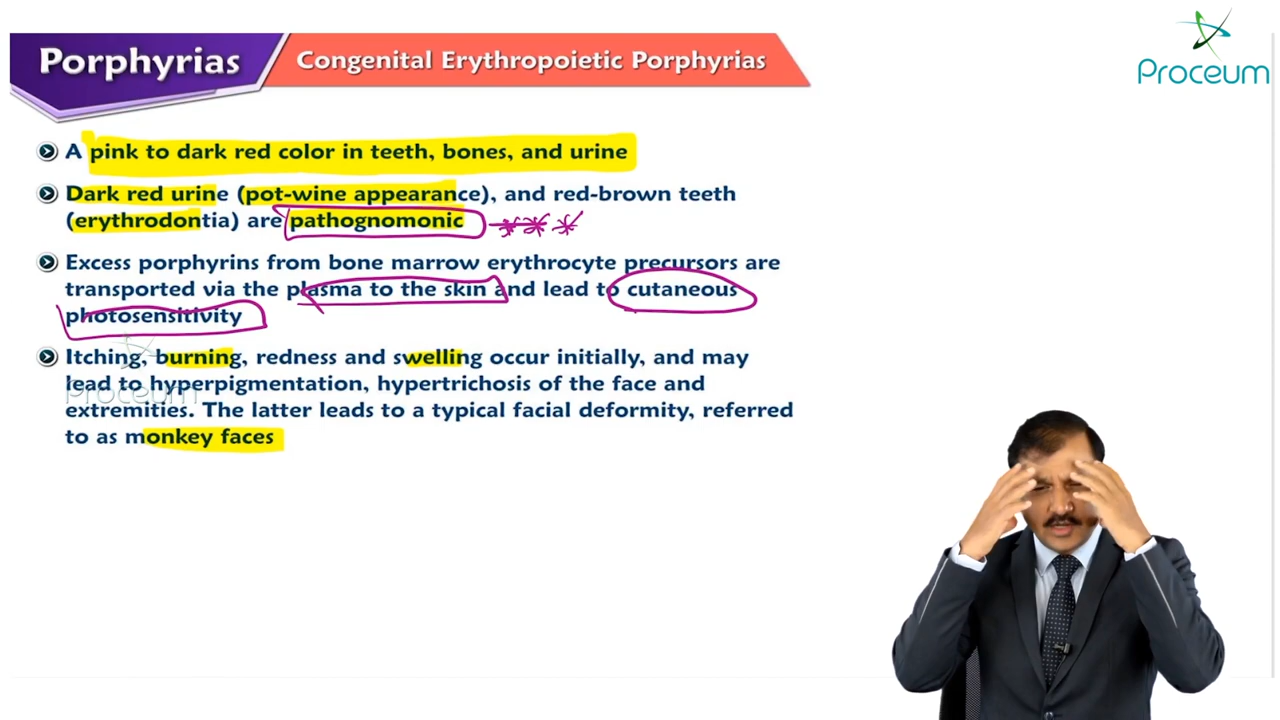 Porphyrias
Congenital Erythropoietic Porphyrias
Proceum
A pink to dark red color in teeth, bones, and urine
Dark red urine (pot-wine appearance), and red-brown teeth
(erythrodontia) are pathognomonic
Excess porphyrins from bone marrow erythrocyte precursors are
transported via the plasma to the skin and lead to cutaneous
photosensitivity
Itching, burning, redness and swelling occur initially, and may
lead to hyperpigmentation, hypertrichosis of the face and
Proceum
extremities. The latter leads to a typical facial deformity, referred
to as monkey faces